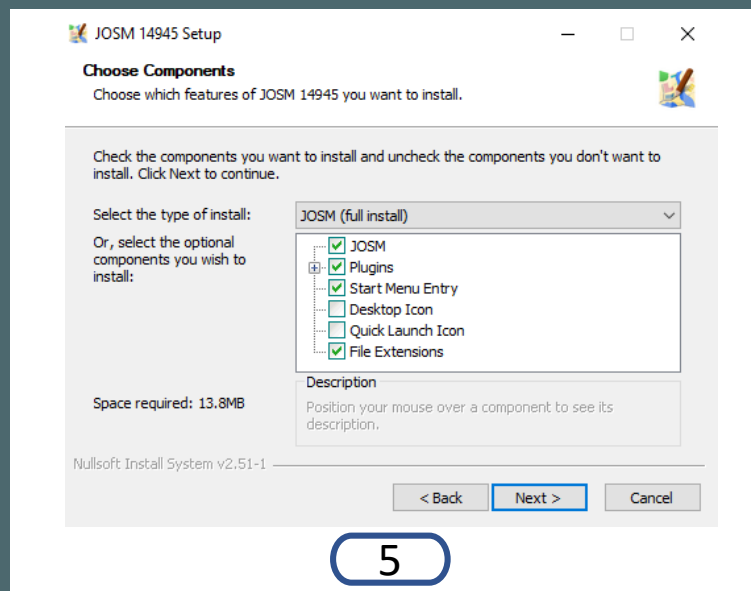 JOSM 14945 Setup
Choose Components
Choose which features of JOSM 14945 you want to install.
Check the components you want to install and uncheck the components you don't want to
install. Click Next to continue.
Select the type of install:
JOSM (full install)
Or, select the optional
components you wish to
install:
JOSM
Plugins
Start Menu Entry
Desktop Icon
Quick Launch Icon
File Extensions
Space required: 13.8MB
Description
Position your mouse over a component to see its
description.
Nullsoft Install System v2.51-1
< Back
Next >
Cancel
5